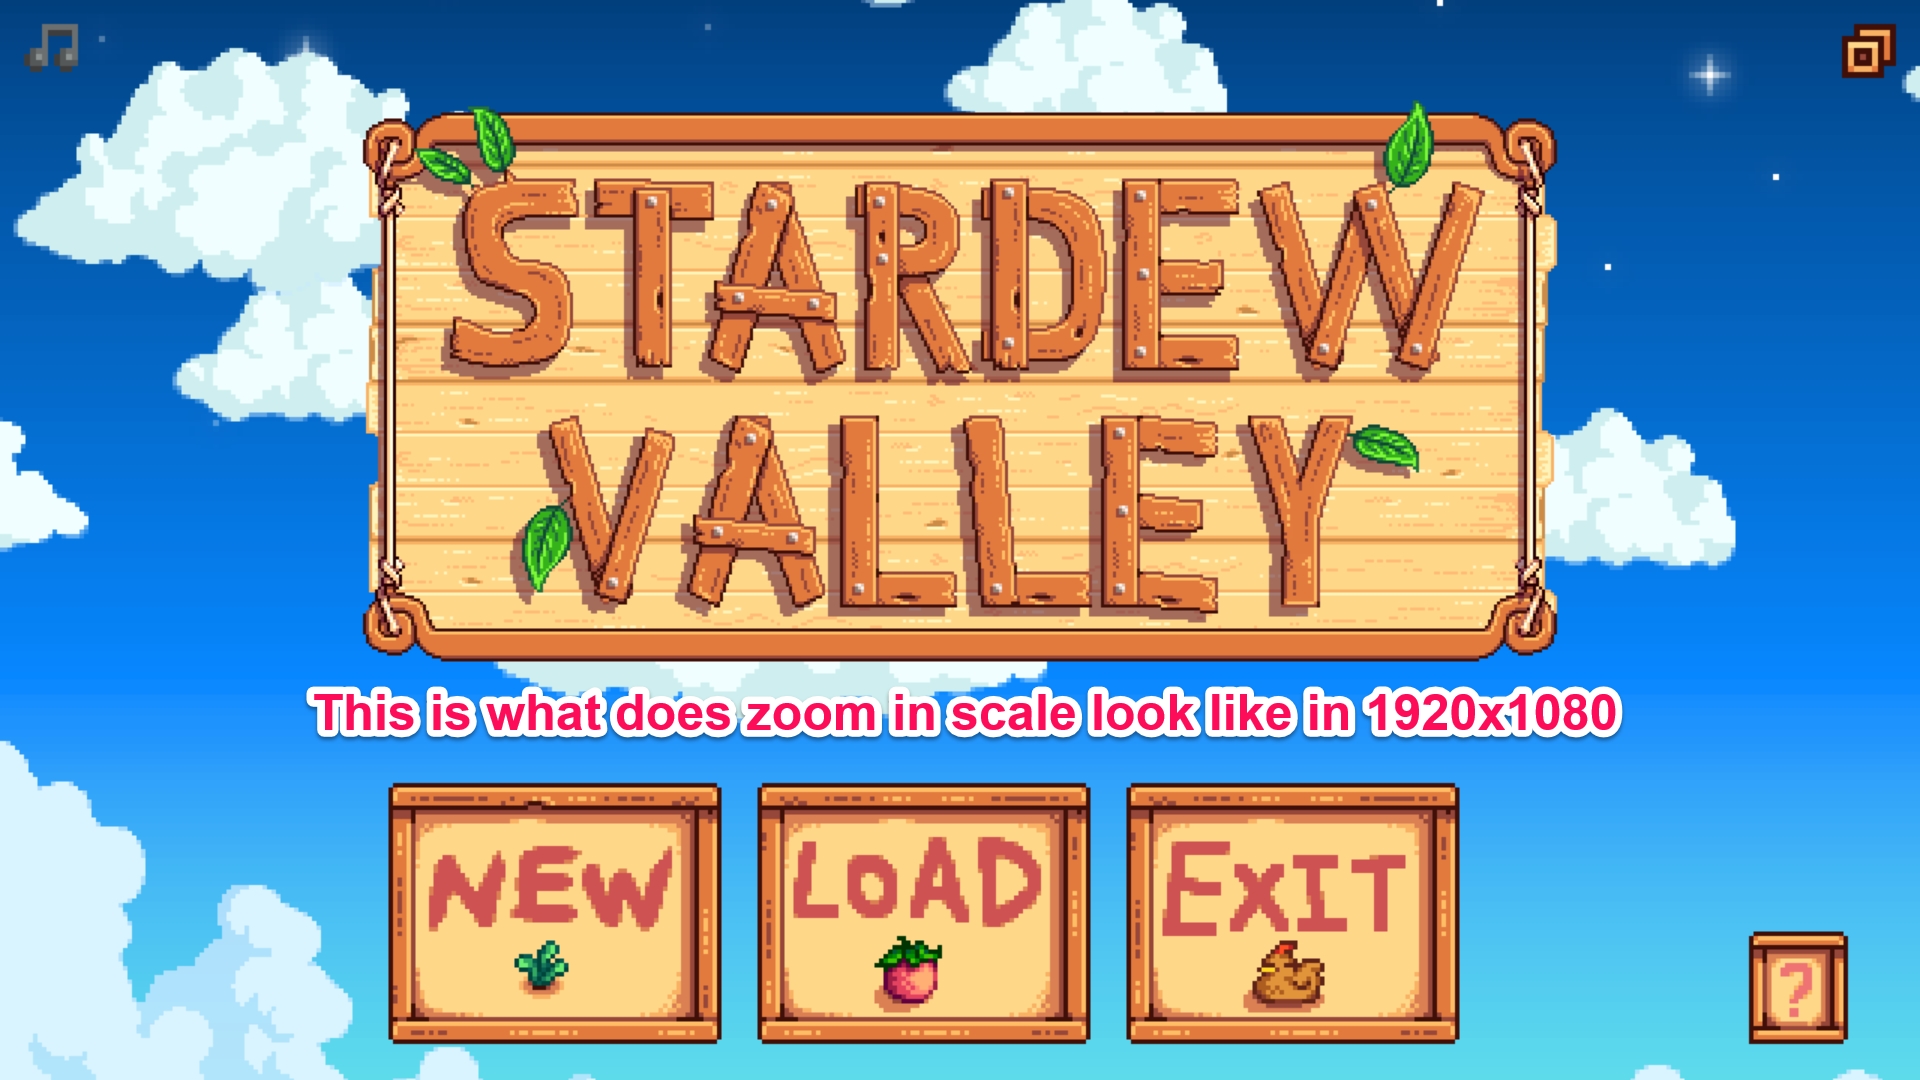 STARDEW
VALLEY
This is what does zoom in scale look like in 1920x1080
NEW LOAD EXIT
?